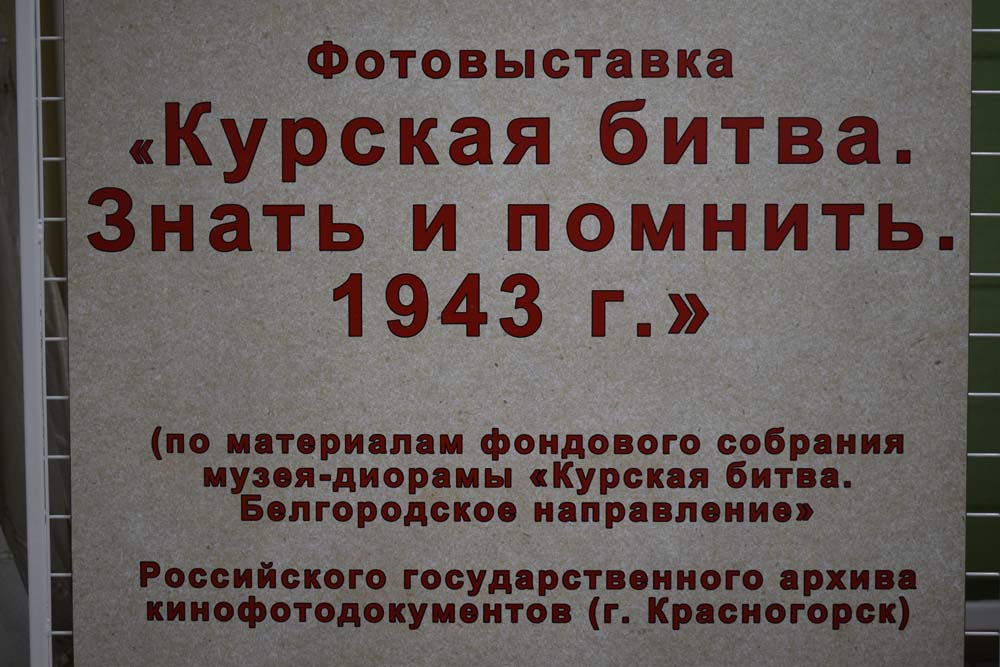 Фотовыставка
«Курская битва.
Знать и помнить.
1943 г.»
(по материалам фондового собрания
музея-диорамы «Курская битва.
Белгородское направление»
Российского государственного архива
кинофотодокументов (г. Красногорск)